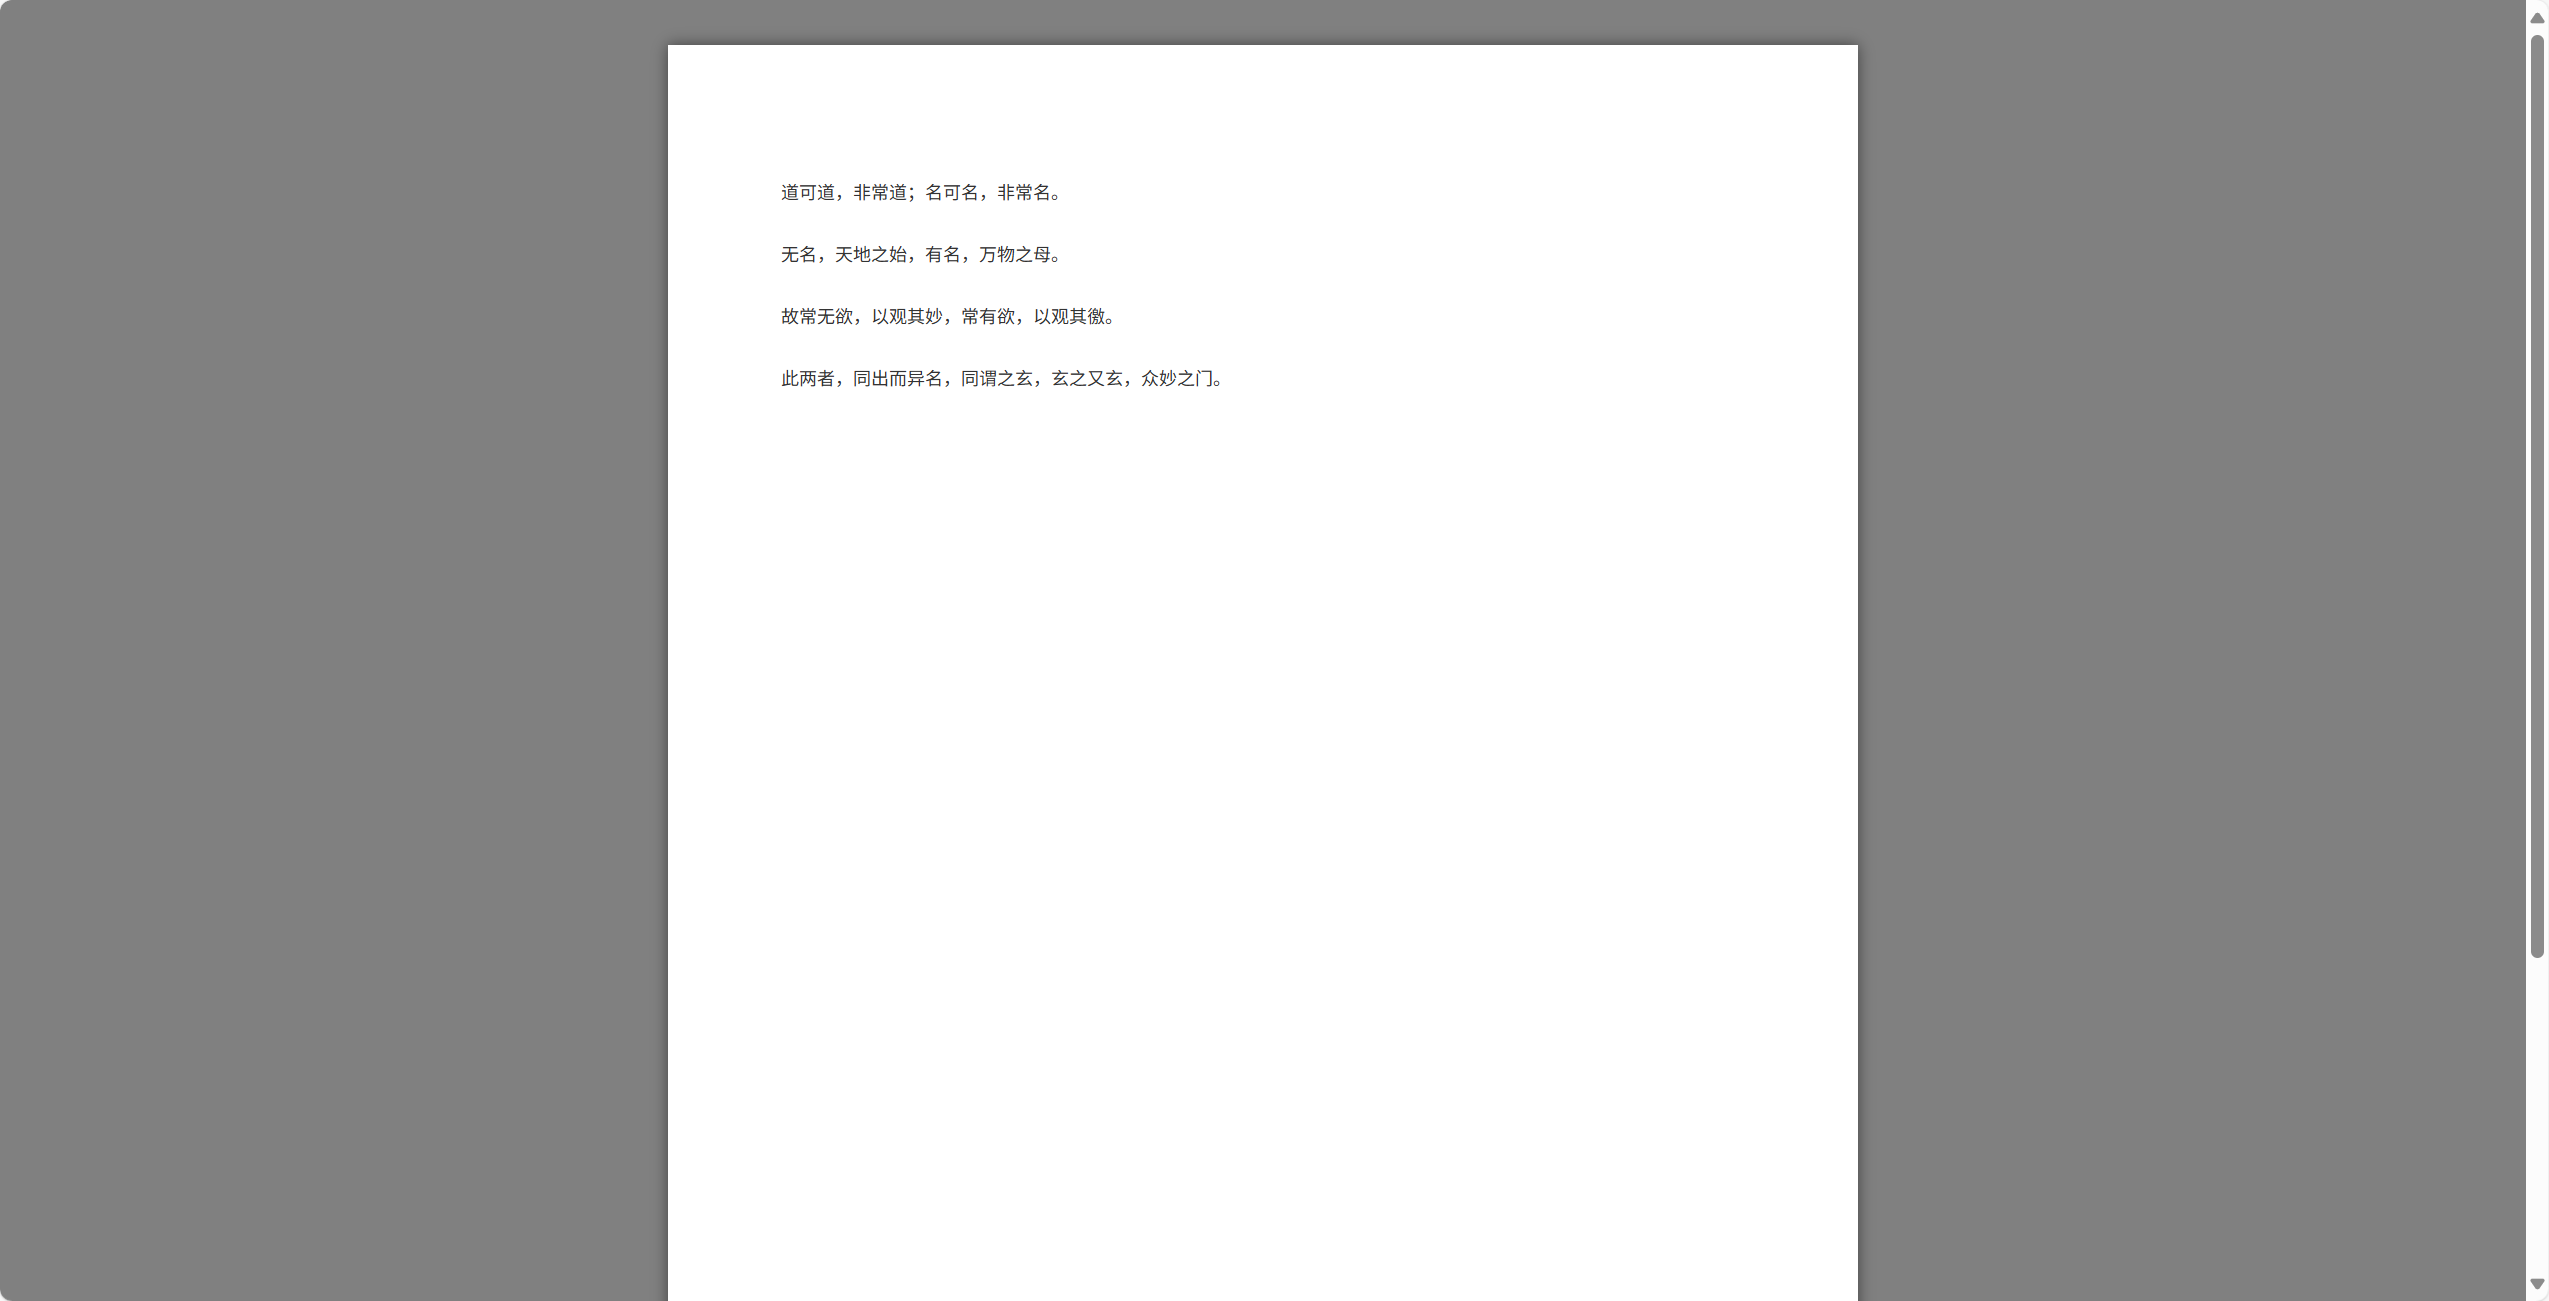 道可道，非常道；名可名，非常名。
无名，天地之始，有名，万物之母。
故常无欲，以观其妙，常有欲，以观其徼。
此两者，同出而异名，同谓之玄，玄之又玄，众妙之门。